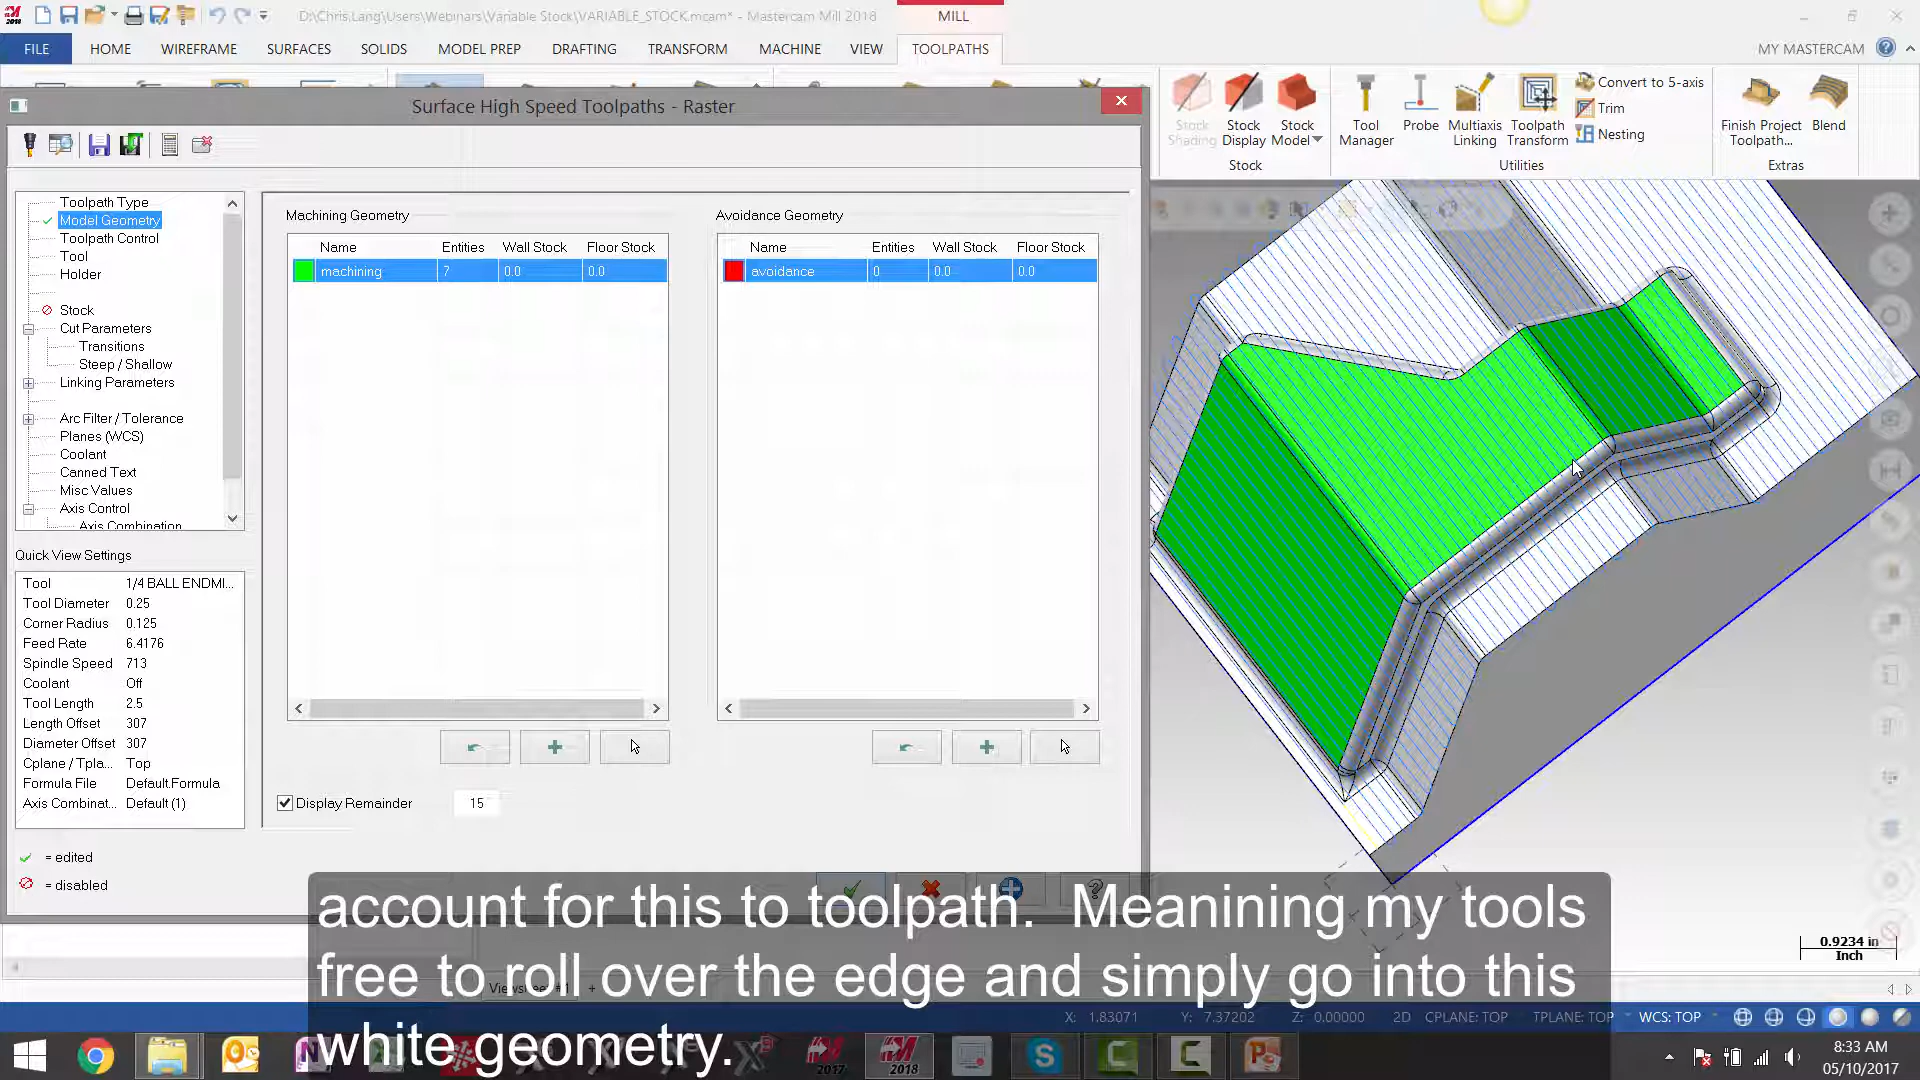 D:\Chris.Lang\Users\Webinars\Variable Stock\VARIABLE_STOCK.mcam* - Mastercam Mill 2018
MILL
FILE HOME WIREFRAME SURFACES SOLIDS MODEL PREP DRAFTING TRANSFORM MACHINE VIEW TOOLPATHS MY MASTERCAM
Surface High Speed Toolpaths - Raster
Stock Shading
Stock Display
Stock Model
Stock
Tool Manager
Probe
Multiaxis Linking
Toolpath Transform
Convert to 5-axis
Trim
Nesting
Utilities
Finish Project Toolpath...
Blend
Extras
Toolpath Type
Model Geometry
Toolpath Control
Tool
Holder
Stock
Cut Parameters
Transitions
Steep / Shallow
Linking Parameters
Arc Filter / Tolerance
Planes (WCS)
Coolant
Canned Text
Misc Values
Axis Control
Axis Combination
Machining Geometry
Name Entities Wall Stock Floor Stock
machining 7 0.0 0.0
Avoidance Geometry
Name Entities Wall Stock Floor Stock
avoidance 0 0.0 0.0
Display Remainder 15
Quick View Settings
Tool 1/4 BALL ENDMI...
Tool Diameter 0.25
Corner Radius 0.125
Feed Rate 6.4176
Spindle Speed 713
Coolant Off
Tool Length 2.5
Length Offset 307
Diameter Offset 307
Cplane / Tpla... Top
Formula File Default.Formula
Axis Combinat... Default (1)
= edited
= disabled
account for this to toolpath. Meanining my tools
free to roll over the edge and simply go into this
white geometry.
0.9234 in
Inch
X: 1.83071 Y: 7.37202 Z: 0.00000 2D CPLANE: TOP TPLANE: TOP WCS: TOP
2017
2018
8:33 AM
05/10/2017